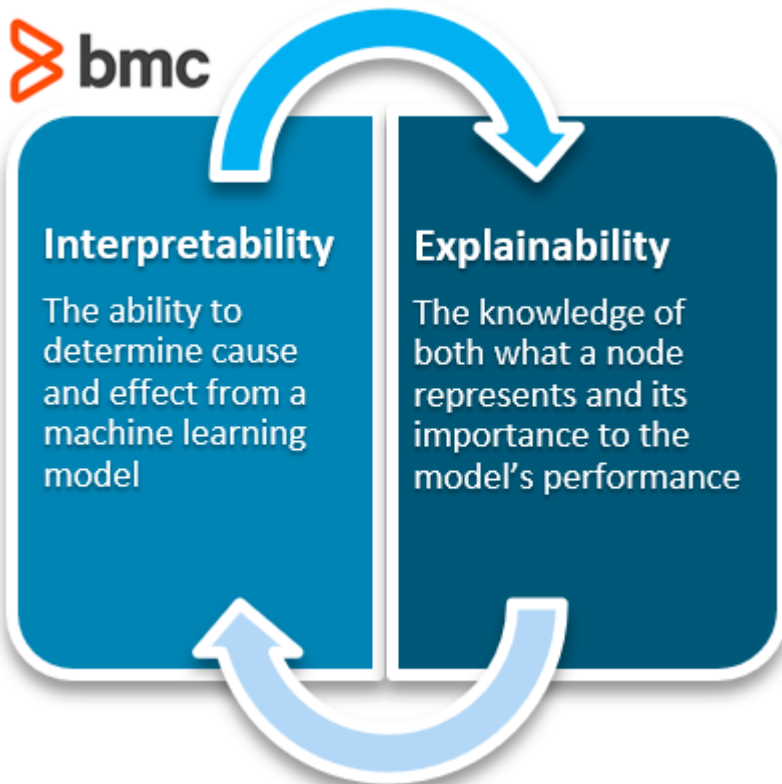 bmc
Interpretability
The ability to
determine cause
and effect from a
machine learning
model
Explainability
The knowledge of
both what a node
represents and its
importance to the
model’s performance